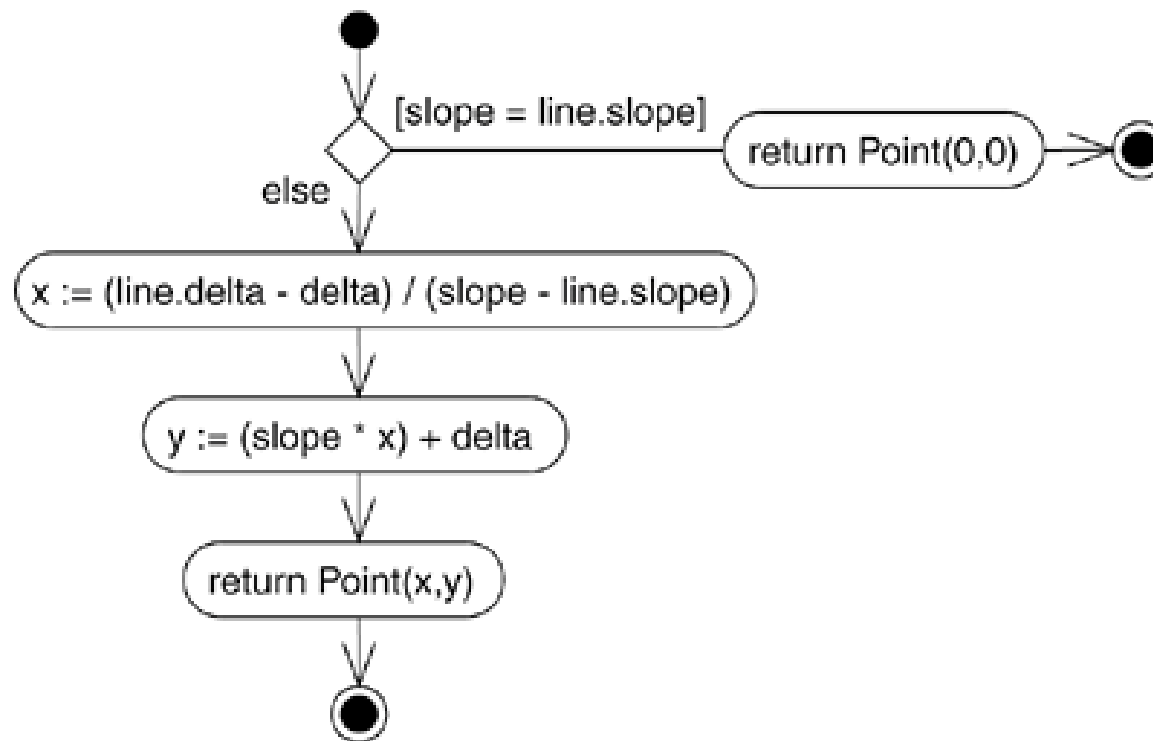 [slope = line.slope]
return Point(0,0)
else
x := (line.delta - delta) / (slope - line.slope)
y := (slope * x) + delta
return Point(x,y)